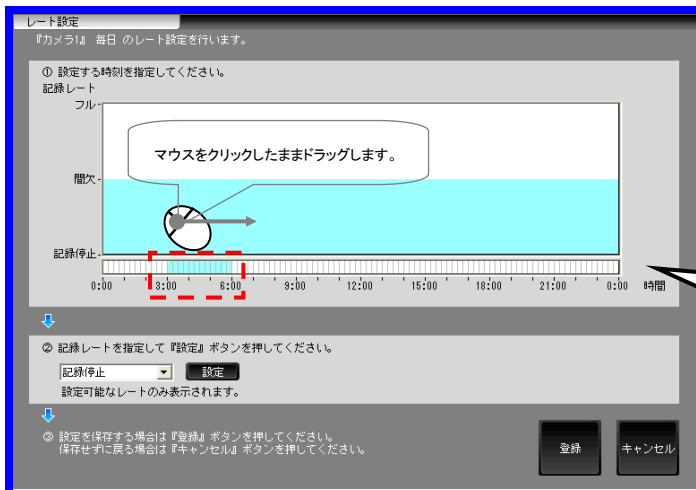 レート設定
『カメラ1』 毎日 のレート設定を行います。
① 設定する時刻を指定してください。
記録レート
フル
マウスをクリックしたままドラッグします。
間欠
記録停止
0:00 3:00 6:00 9:00 12:00 15:00 18:00 21:00 0:00 時間
② 記録レートを指定して『設定』ボタンを押してください。
記録停止 設定
設定可能なレートのみ表示されます。
③ 設定を保存する場合は『登録』ボタンを押してください。
保存せずに戻る場合は『キャンセル』ボタンを押してください。
登録 キャンセル